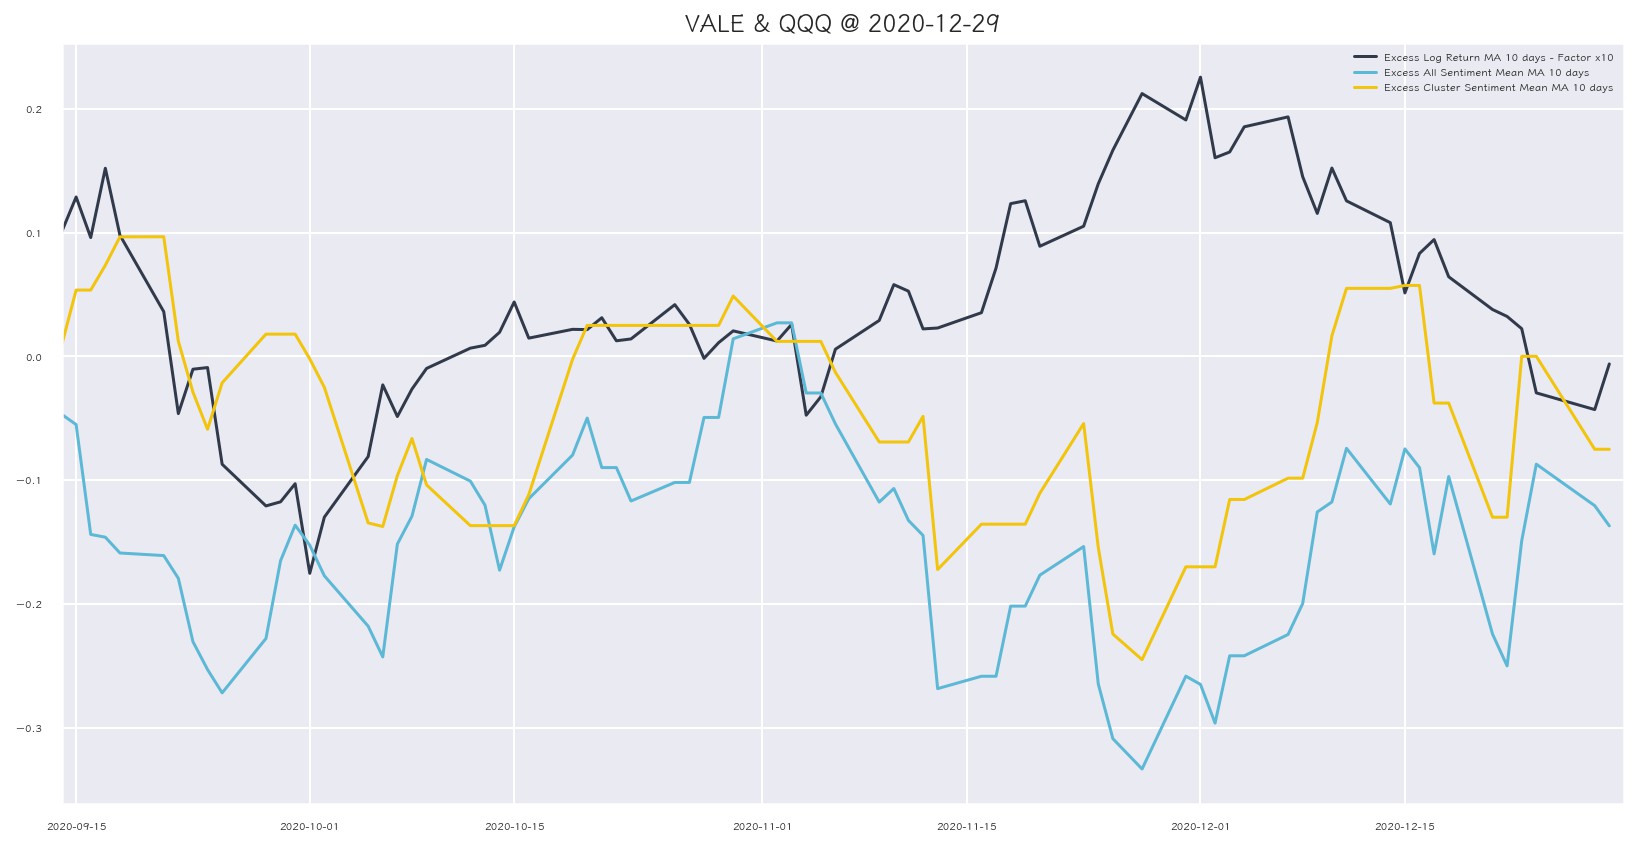 VALE & QQQ @ 2020-12-29
Excess Log Return MA 10 days - Factor x10
Excess All Sentiment Mean MA 10 days
Excess Cluster Sentiment Mean MA 10 days
0.2
0.1
0.0
−0.1
−0.2
−0.3
2020-09-15 2020-10-01 2020-10-15 2020-11-01 2020-11-15 2020-12-01 2020-12-15